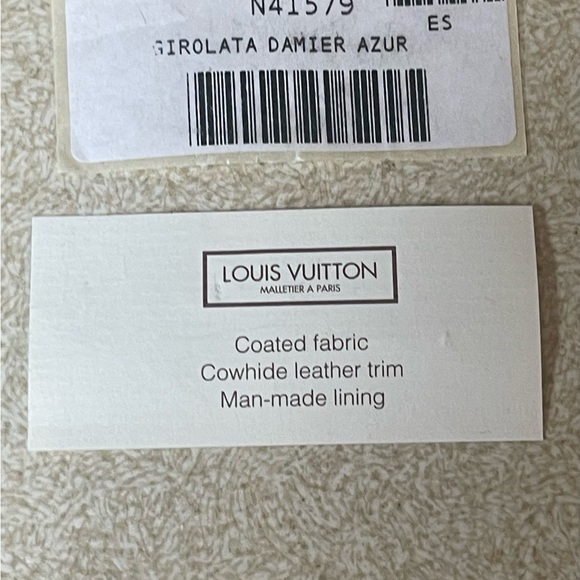 N41579
ES
GIROLATA DAMIER AZUR
LOUIS VUITTON
MALLETIER A PARIS
Coated fabric
Cowhide leather trim
Man-made lining